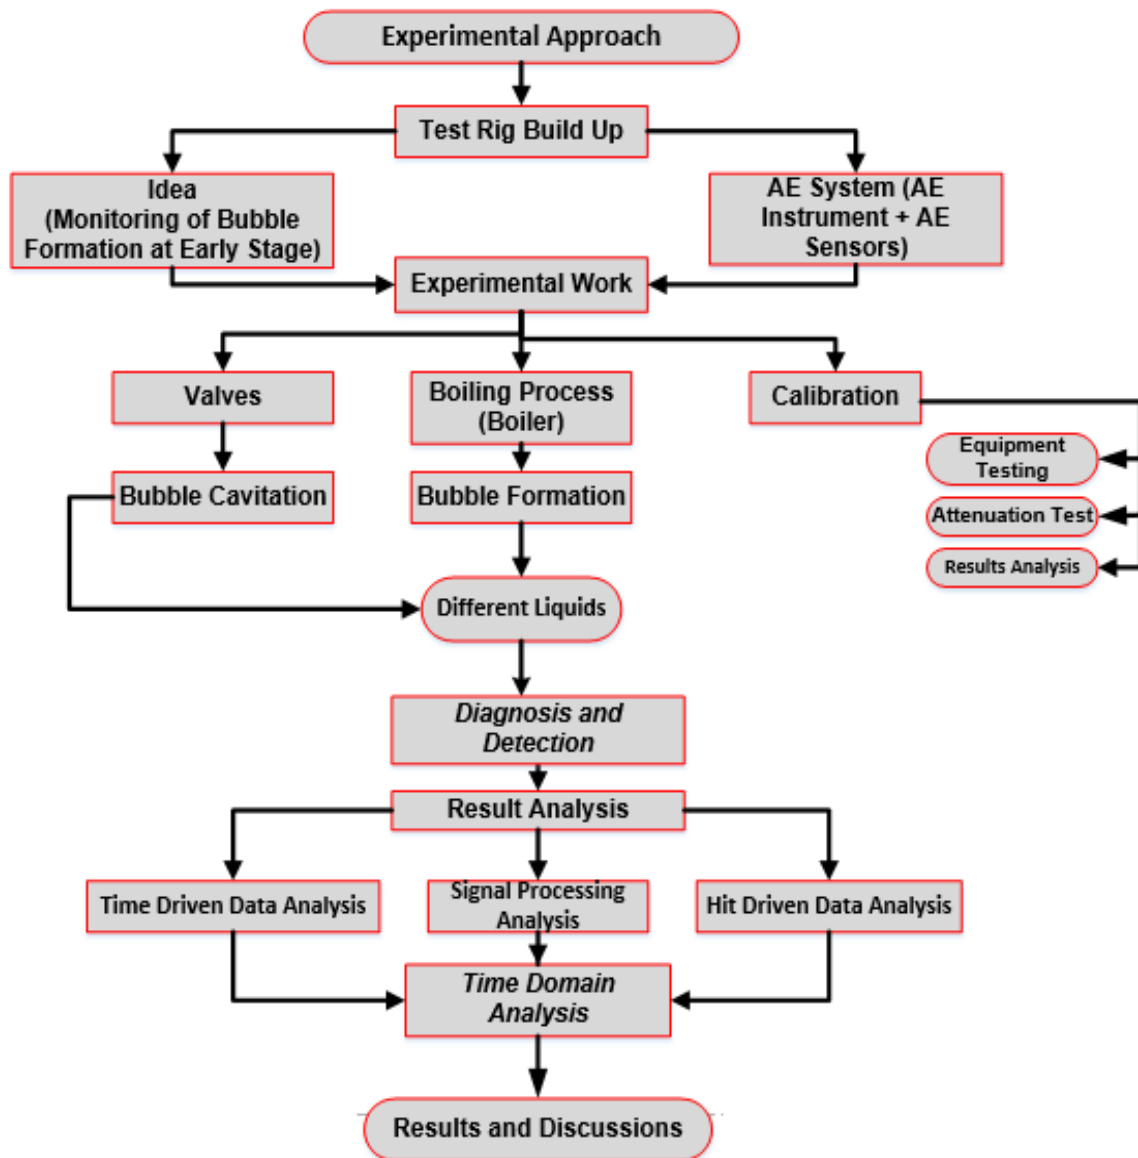 Experimental Approach
Test Rig Build Up
Idea
(Monitoring of Bubble
Formation at Early Stage)
AE System (AE
Instrument + AE
Sensors)
Experimental Work
Valves
Boiling Process
(Boiler)
Calibration
Equipment
Testing
Bubble Cavitation
Bubble Formation
Attenuation Test
Results Analysis
Different Liquids
Diagnosis and
Detection
Result Analysis
Time Driven Data Analysis
Signal Processing
Analysis
Hit Driven Data Analysis
Time Domain
Analysis
Results and Discussions